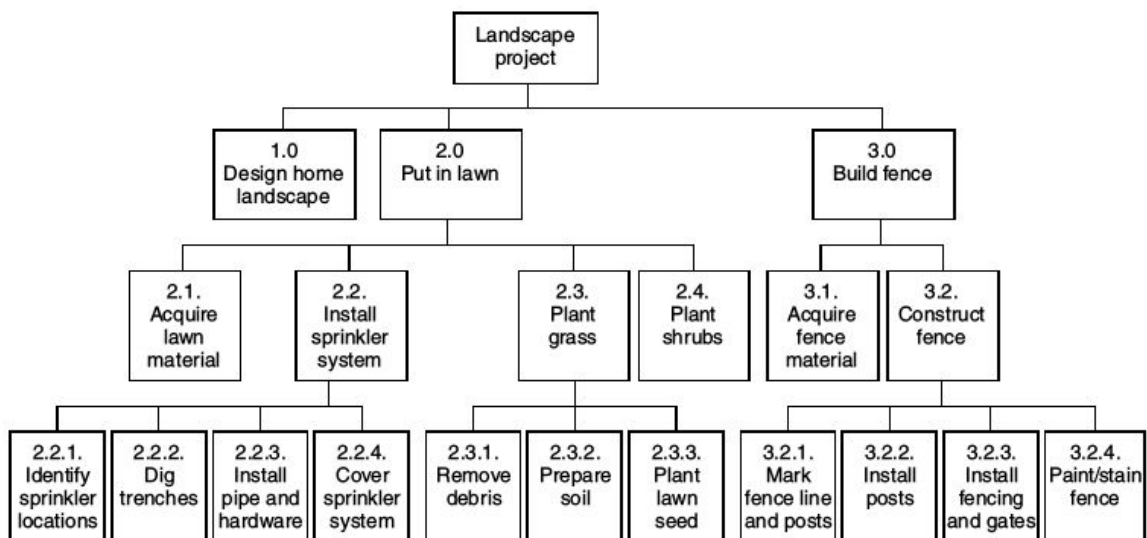 Landscape
project
1.0
Design home
landscape
2.0
Put in lawn
3.0
Build fence
2.1.
Acquire
lawn
material
2.2.
Install
sprinkler
system
2.3.
Plant
grass
2.4.
Plant
shrubs
3.1.
Acquire
fence
material
3.2.
Construct
fence
2.2.1.
Identify
sprinkler
locations
2.2.2.
Dig
trenches
2.2.3
Install
pipe and
hardware
2.2.4.
Cover
sprinkler
system
2.3.1.
Remove
debris
2.3.2.
Prepare
soil
2.3.3.
Plant
lawn
seed
3.2.1.
Mark
fence line
and posts
3.2.2.
Install
posts
3.2.3.
Install
fencing
and gates
3.2.4.
Paint/stain
fence